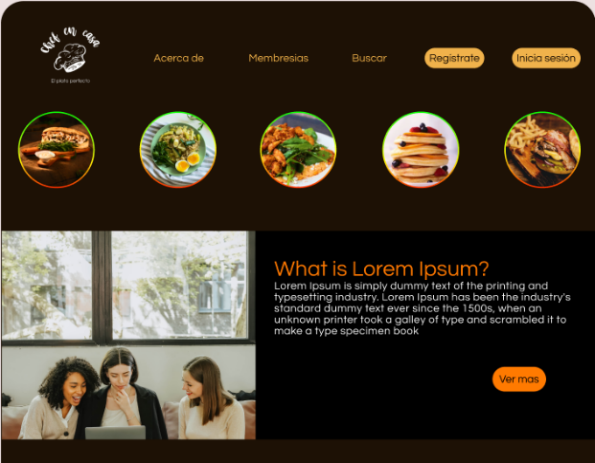 Chef en casa
El plato perfecto
Acerca de
Membresias
Buscar
Registrate
Inicia sesión
What is Lorem Ipsum?
Lorem Ipsum is simply dummy text of the printing and
typesetting industry. Lorem Ipsum has been the industry's
standard dummy text ever since the 1500s, when an
unknown printer took a galley of type and scrambled it to
make a type specimen book
Ver mas